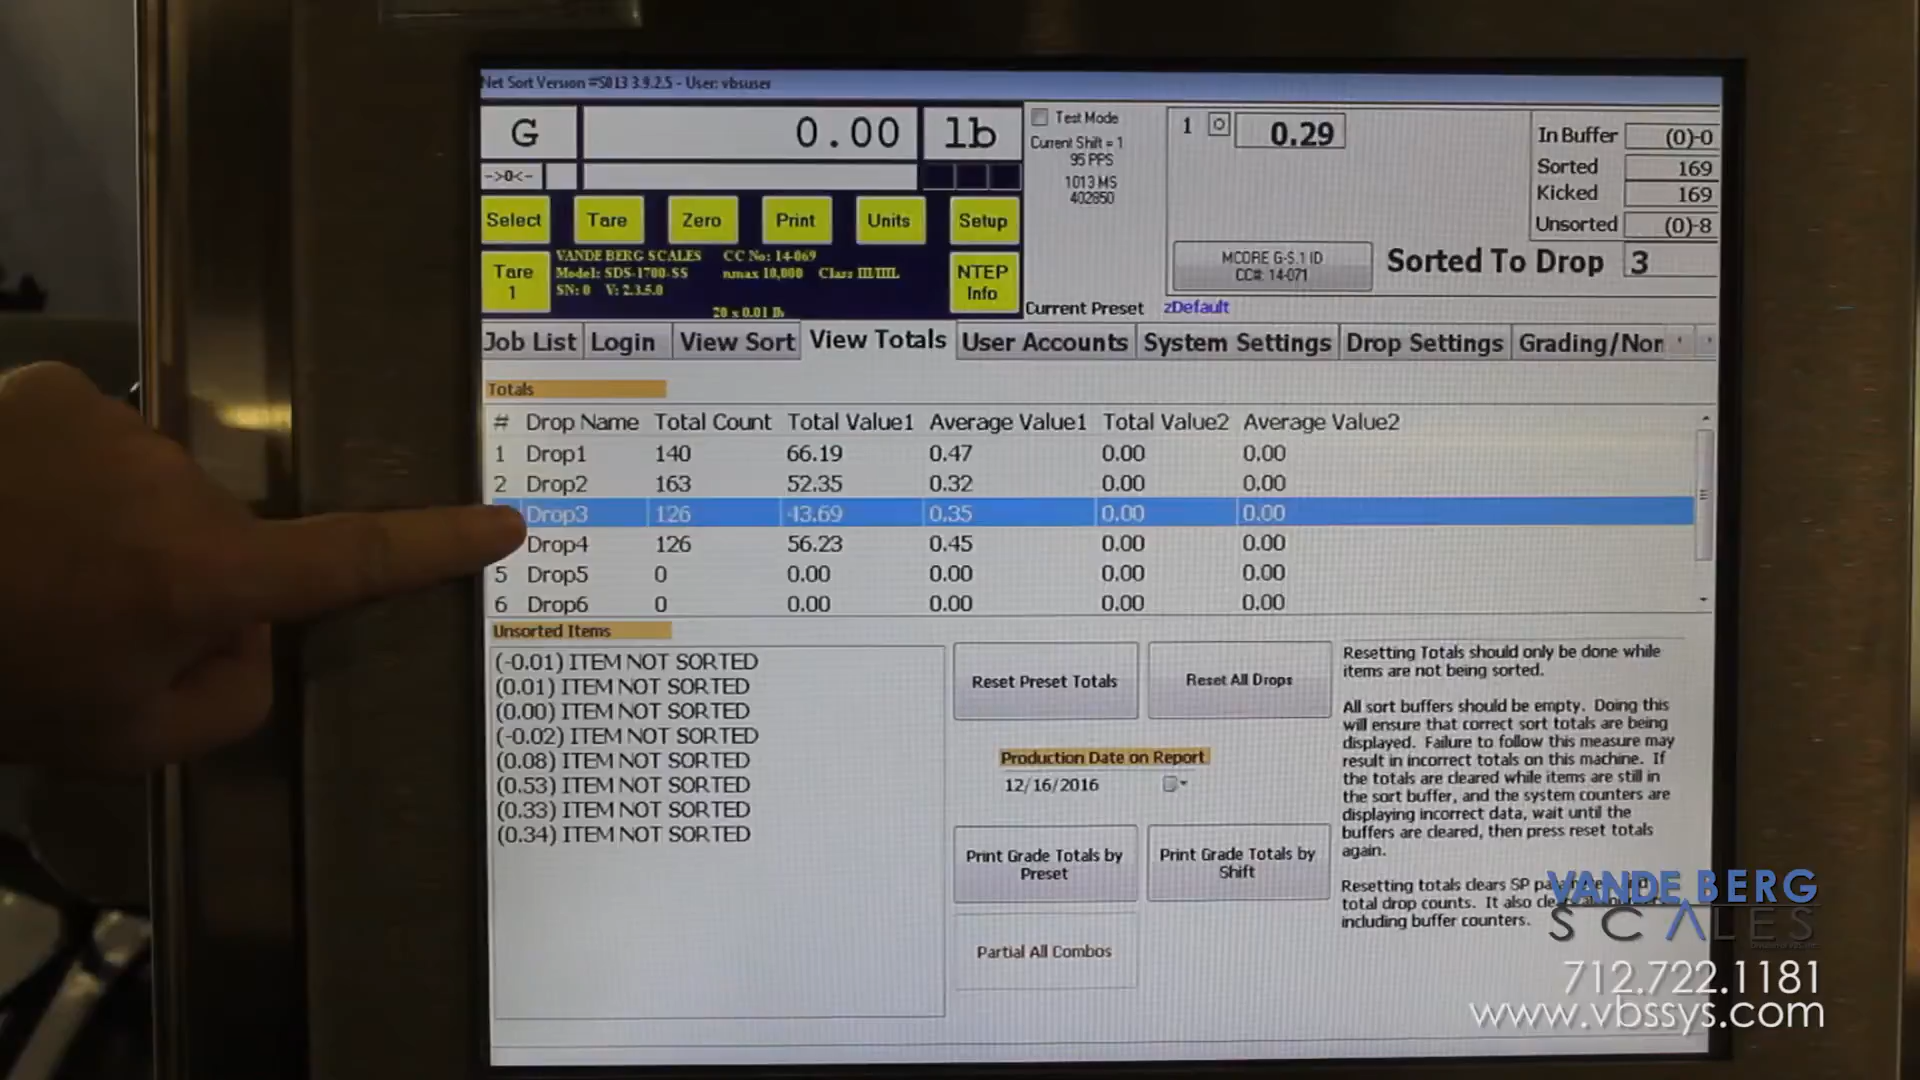 Net Sort Version =S013 3.9.2.5 - User: vbsuser
G 0.00 lb
->0<-
Select Tare Zero Print Units Setup
Tare 1
VANDE BERG SCALES CC No: 14-069
Model: SDS-1700-SS nmax 10,000 Class III/IIIL
SN: 0 V: 2.3.5.0
20 x 0.01 lb
NTEP Info
Test Mode
Current Shift = 1
95 PPS
1013 MS
402850
1 0.29
In Buffer (0)-0
Sorted 169
Kicked 169
Unsorted (0)-8
MCORE G-S.1 ID
CC#: 14-071
Sorted To Drop 3
Current Preset zDefault
Job List Login View Sort View Totals User Accounts System Settings Drop Settings Grading/Nor
Totals
# Drop Name Total Count Total Value1 Average Value1 Total Value2 Average Value2
1 Drop1 140 66.19 0.47 0.00 0.00
2 Drop2 163 52.35 0.32 0.00 0.00
Drop3 126 43.69 0.35 0.00 0.00
Drop4 126 56.23 0.45 0.00 0.00
5 Drop5 0 0.00 0.00 0.00 0.00
6 Drop6 0 0.00 0.00 0.00 0.00
Unsorted Items
(-0.01) ITEM NOT SORTED
(0.01) ITEM NOT SORTED
(0.00) ITEM NOT SORTED
(-0.02) ITEM NOT SORTED
(0.08) ITEM NOT SORTED
(0.53) ITEM NOT SORTED
(0.33) ITEM NOT SORTED
(0.34) ITEM NOT SORTED
Reset Preset Totals
Reset All Drops
Production Date on Report
12/16/2016
Print Grade Totals by
Preset
Print Grade Totals by
Shift
Partial All Combos
Resetting Totals should only be done while
items are not being sorted.
All sort buffers should be empty. Doing this
will ensure that correct sort totals are being
displayed. Failure to follow this measure may
result in incorrect totals on this machine. If
the totals are cleared while items are still in
the sort buffer, and the system counters are
displaying incorrect data, wait until the
buffers are cleared, then press reset totals
again.
Resetting totals clears SP
total drop counts. It also
including buffer counters.
VANDE BERG
SCALES
712.722.1181
www.vbssys.com